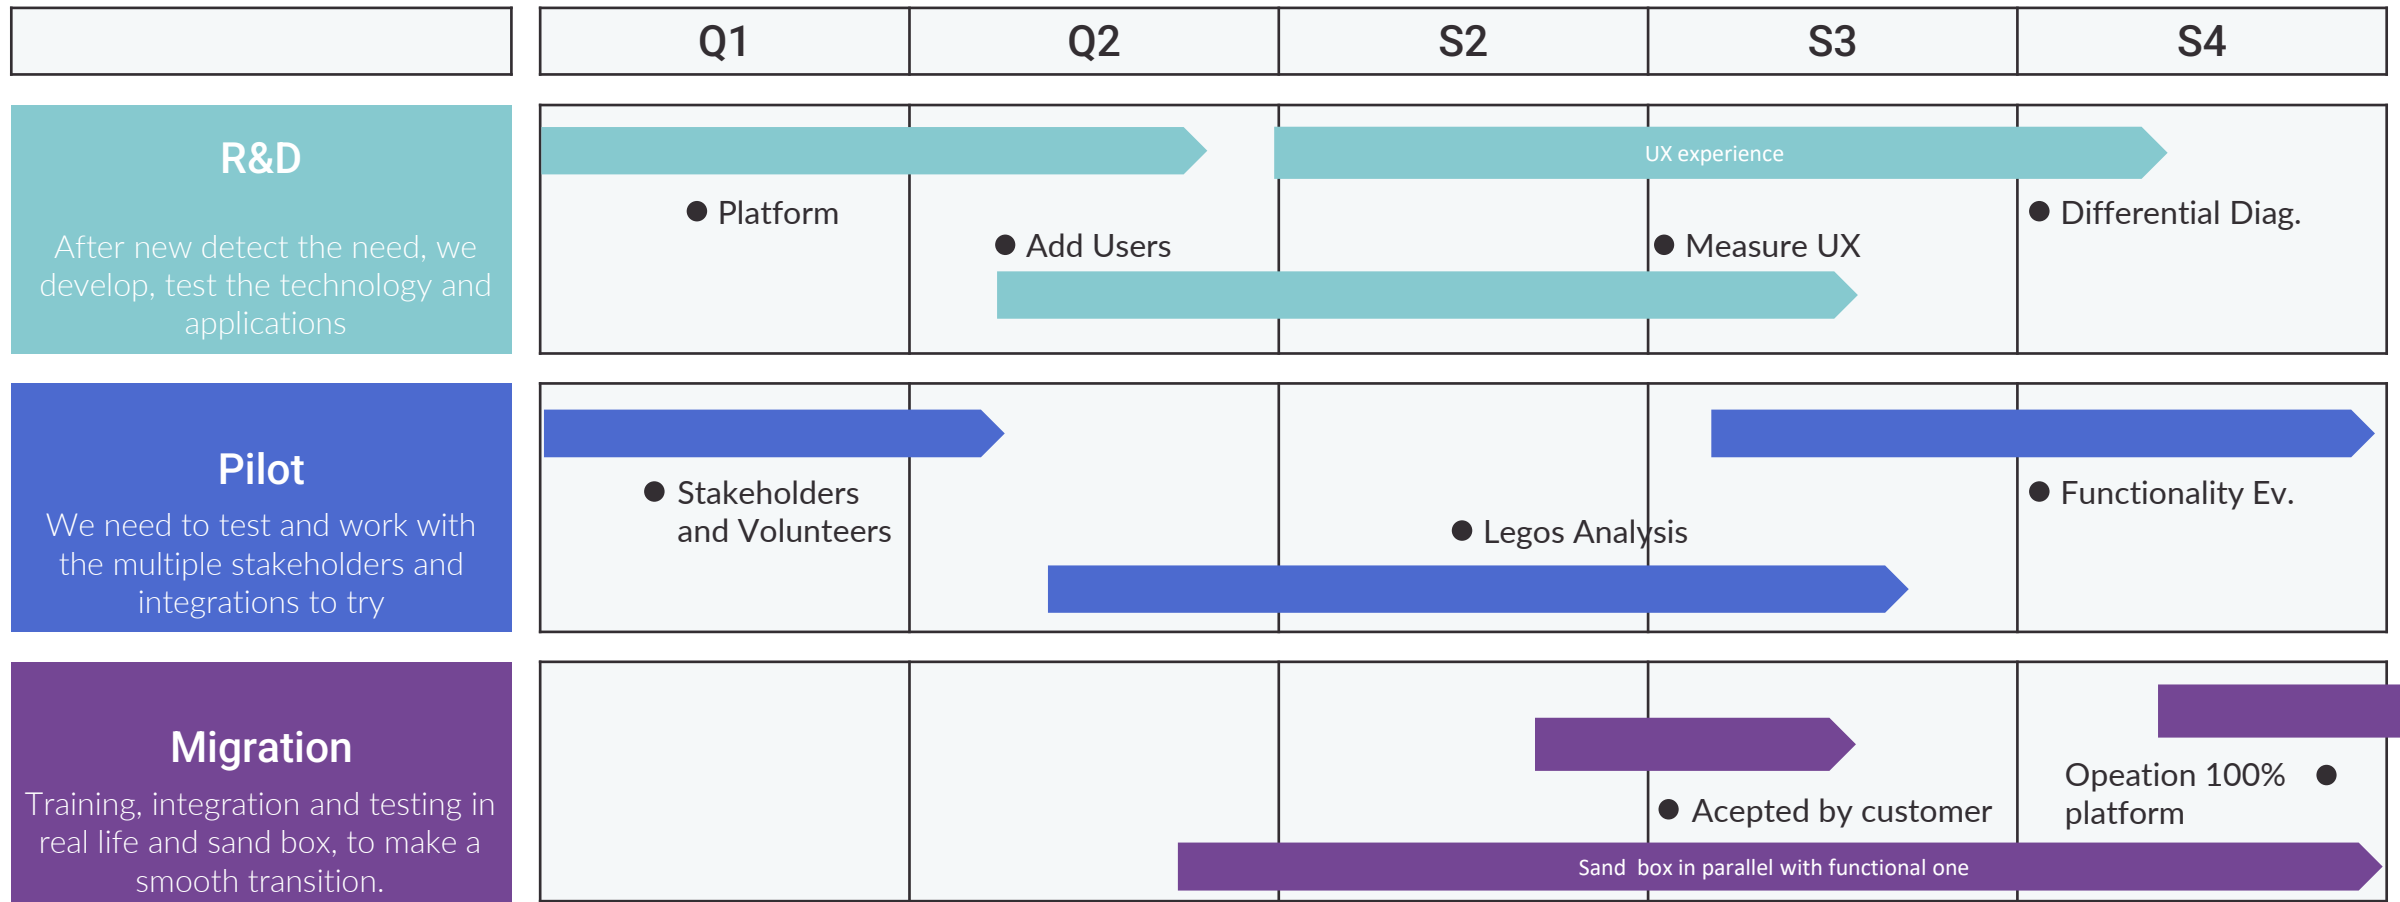 Q1
Q2
S2
S3
S4
R&D
After new detect the need, we
develop, test the technology and
applications
UX experience
Platform
Differential Diag.
Add Users
Measure UX
Pilot
We need to test and work with
the multiple stakeholders and
integrations to try
Stakeholders
and Volunteers
Legos Analysis
Functionality Ev.
Migration
Training, integration and testing in
real life and sand box, to make a
smooth transition.
Opeation 100%
platform
Acepted by customer
Sand  box in parallel with functional one